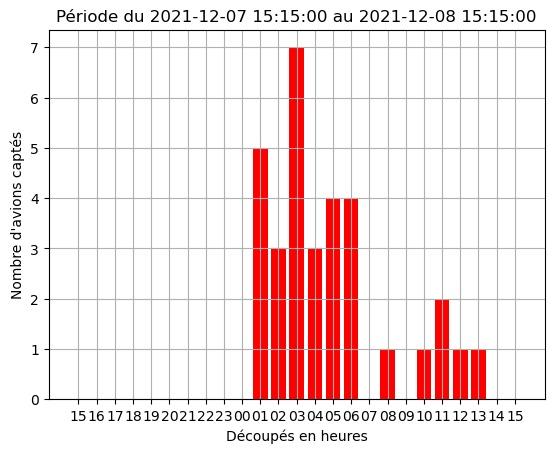 Période du 2021-12-07 15:15:00 au 2021-12-08 15:15:00
Nombre d'avions captés
7
6
5
4
3
2
1
0
15 16 17 18 19 20 21 22 23 00 01 02 03 04 05 06 07 08 09 10 11 12 13 14 15
Découpés en heures